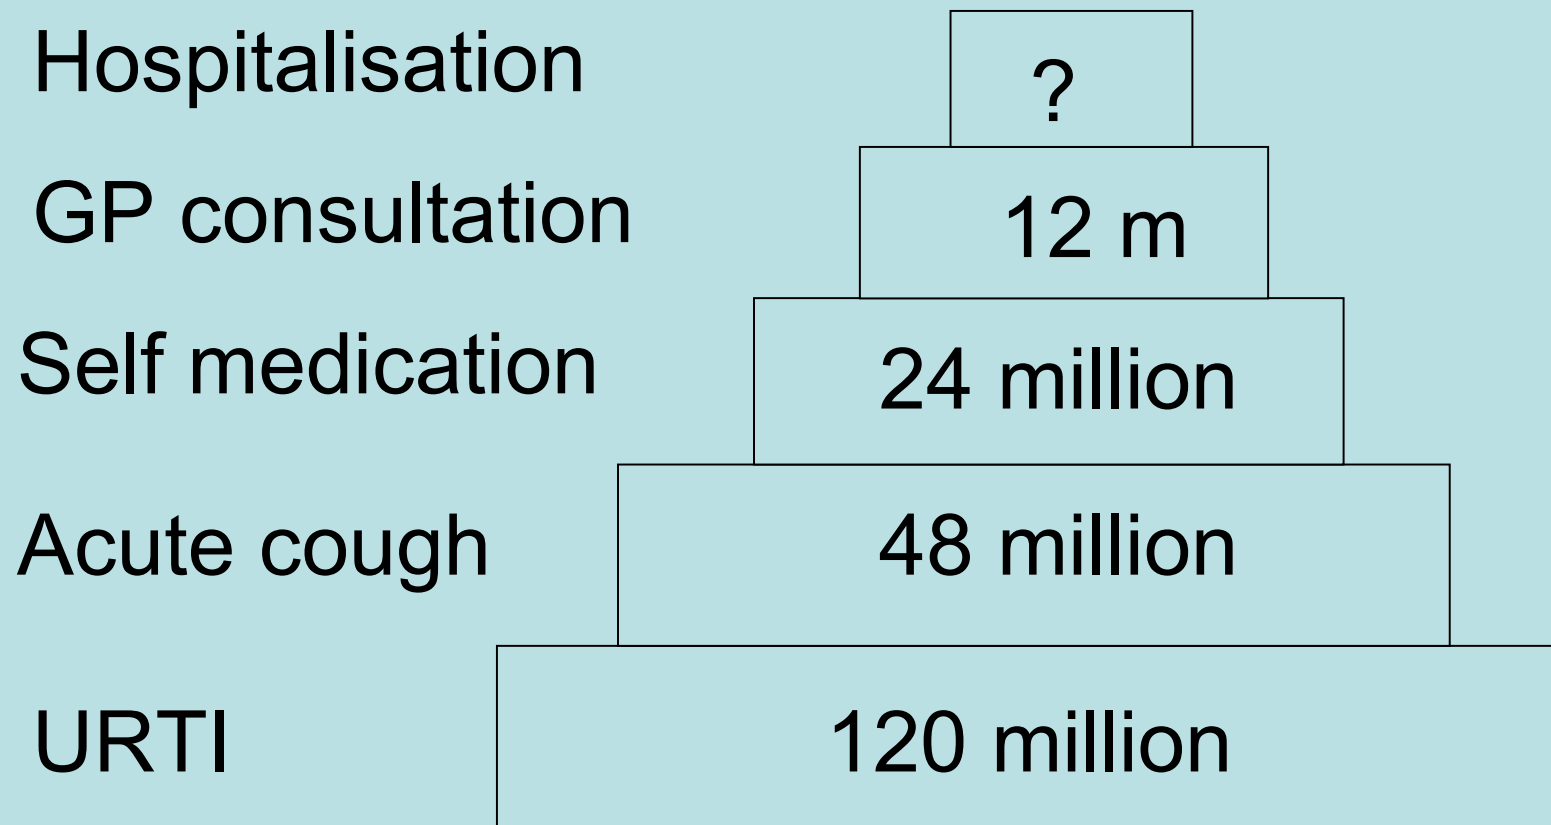 Hospitalisation ?
GP consultation 12 m
Self medication 24 million
Acute cough 48 million
URTI 120 million